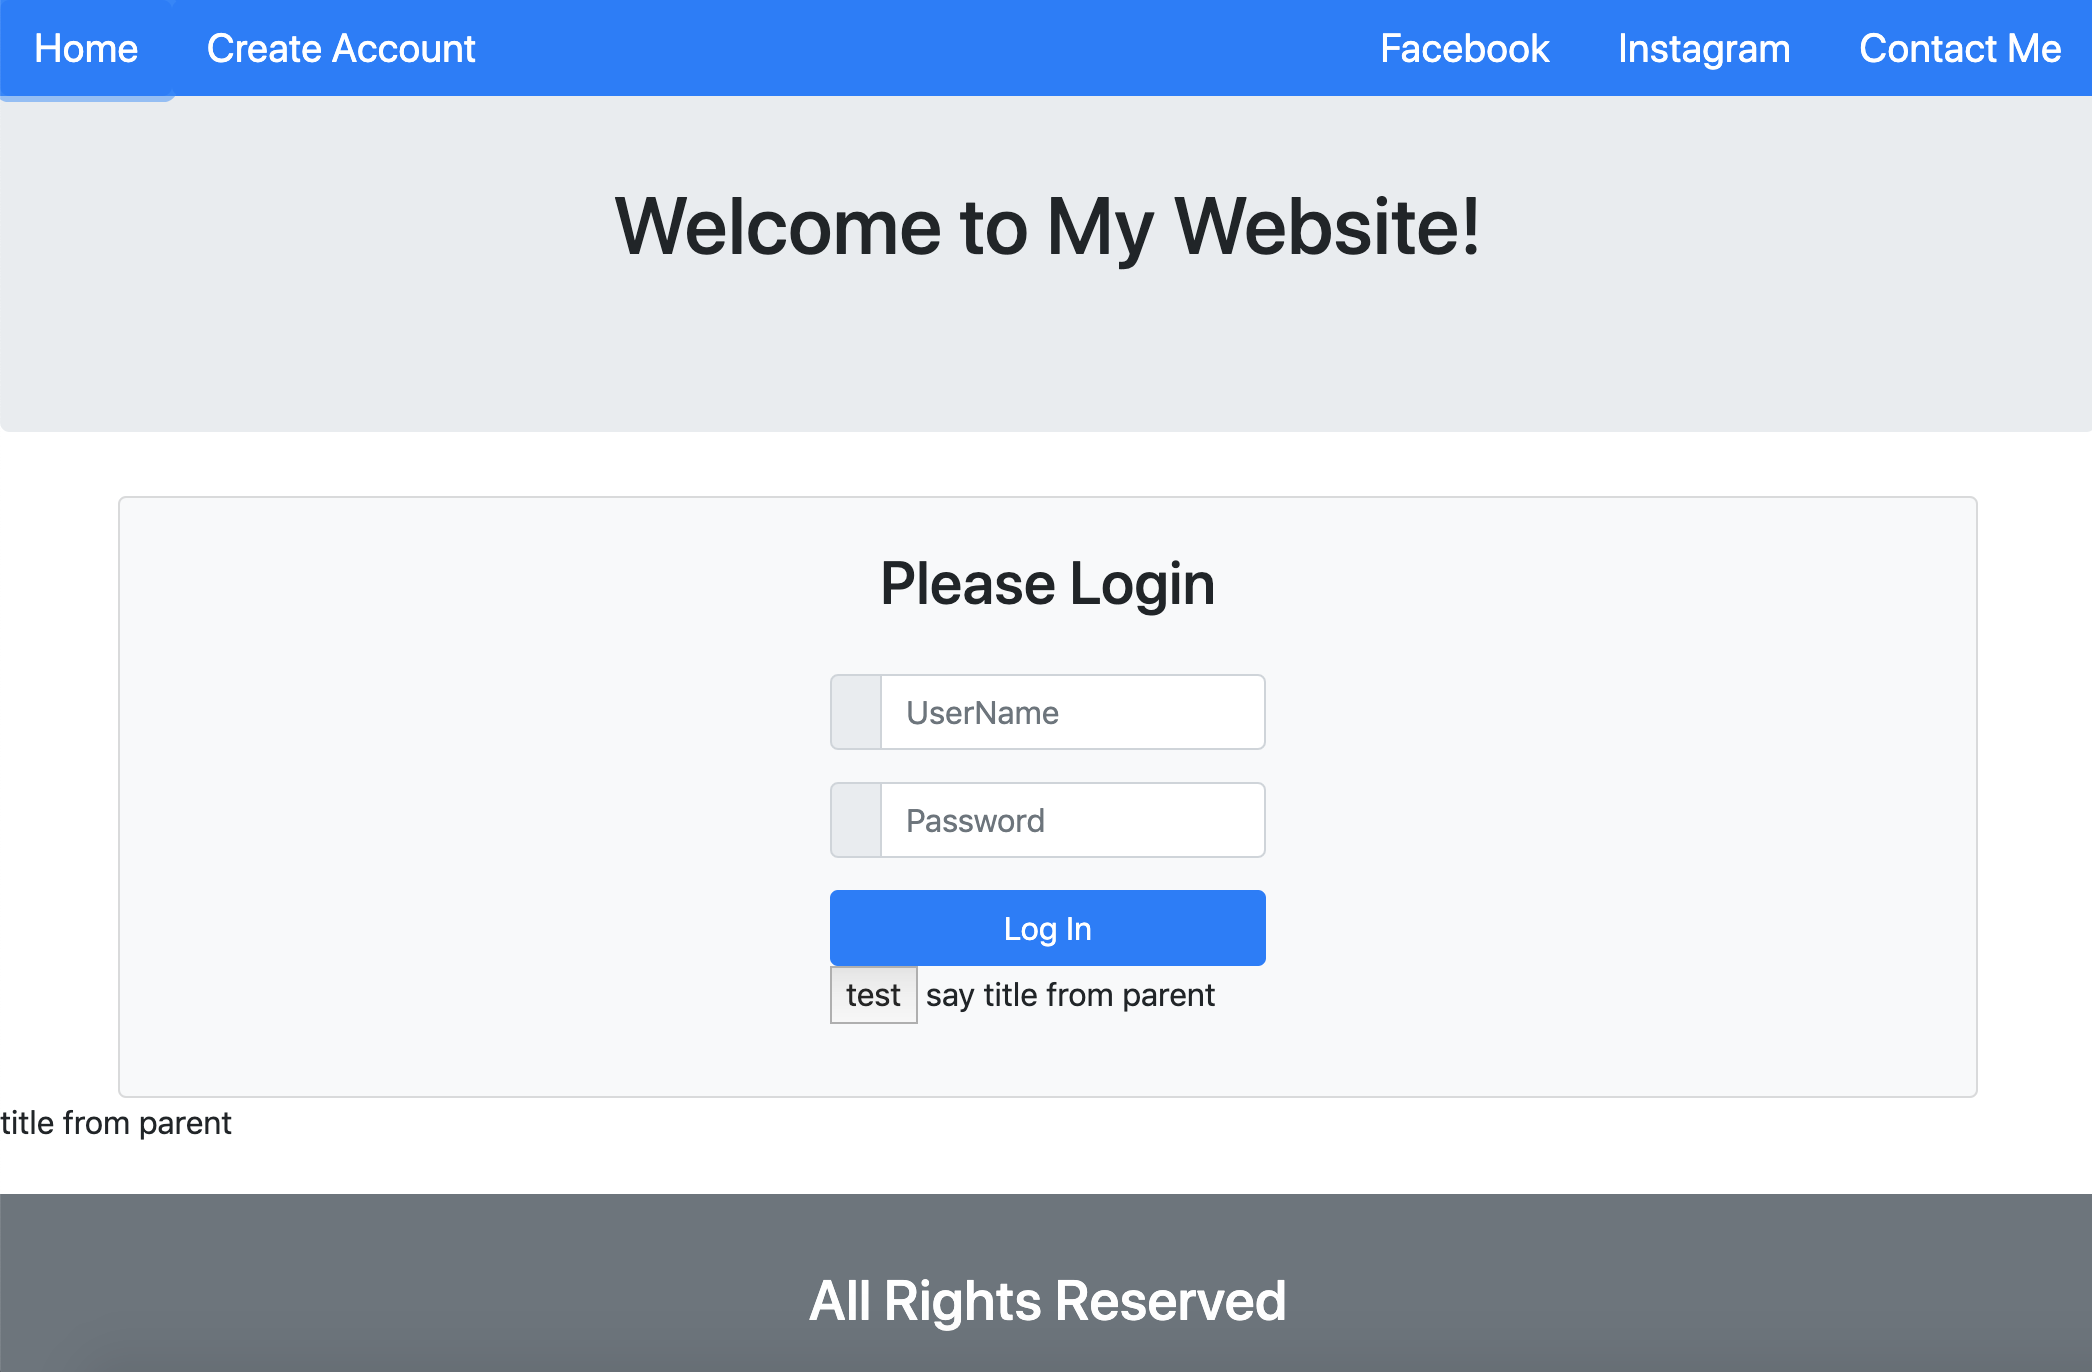 Home Create Account Facebook Instagram Contact Me
Welcome to My Website!
Please Login
UserName
Password
Log In
test say title from parent
title from parent
All Rights Reserved